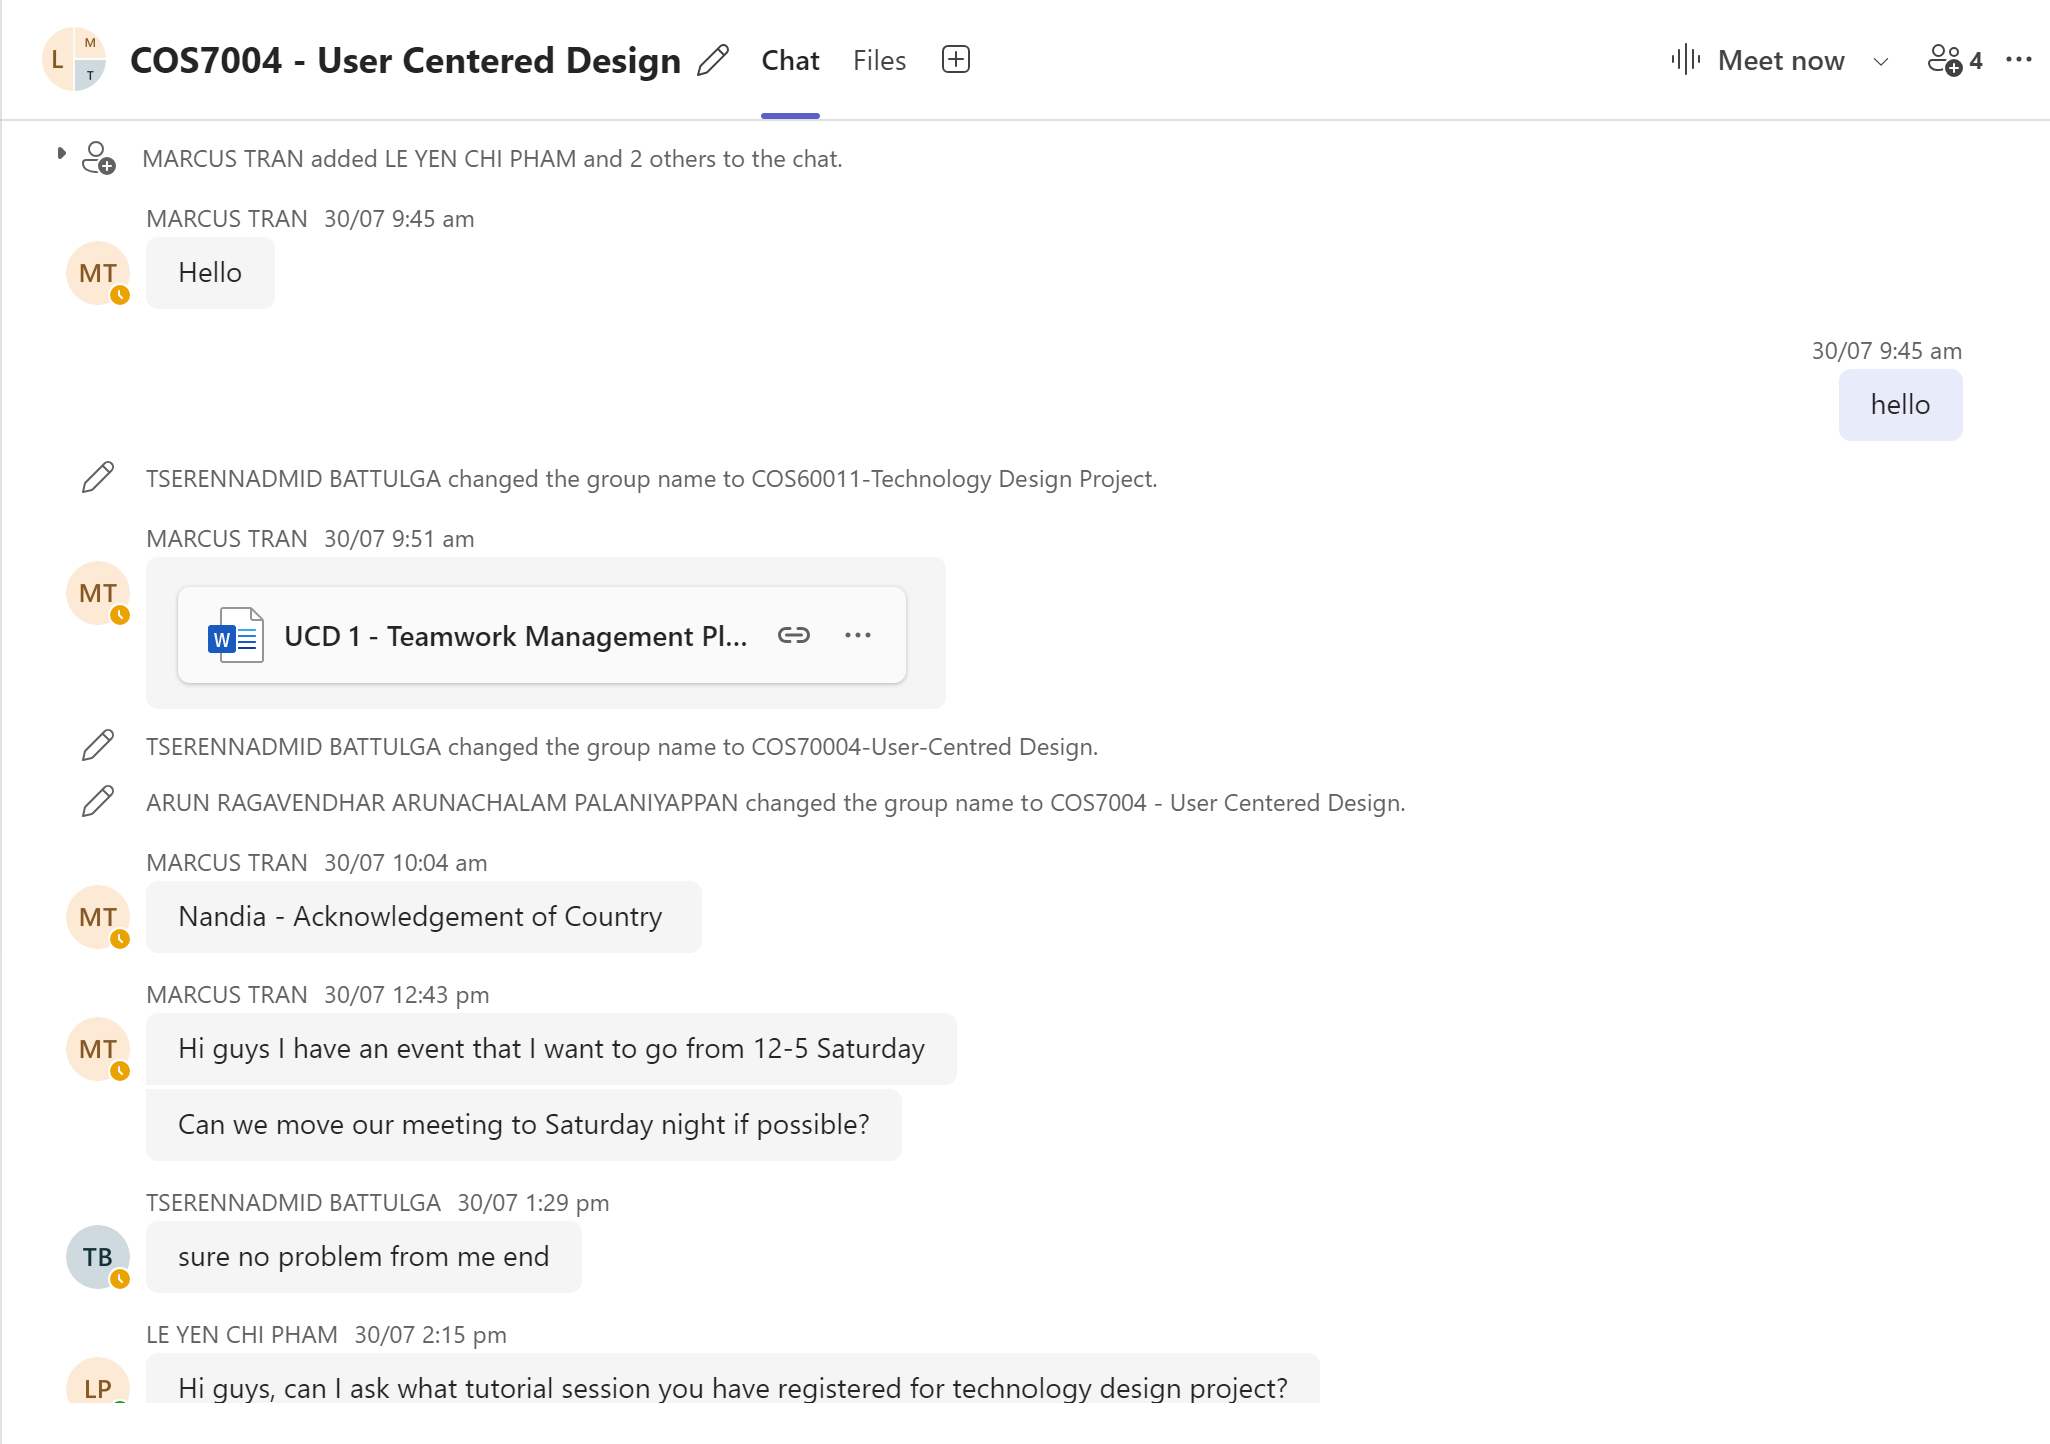 L M T COS7004 - User Centered Design Chat Files Meet now 4
MARCUS TRAN added LE YEN CHI PHAM and 2 others to the chat.
MARCUS TRAN 30/07 9:45 am
MT Hello
30/07 9:45 am
hello
TSERENNADMID BATTULGA changed the group name to COS60011-Technology Design Project.
MARCUS TRAN 30/07 9:51 am
MT W UCD 1 - Teamwork Management Pl...
TSERENNADMID BATTULGA changed the group name to COS70004-User-Centred Design.
ARUN RAGAVENDHAR ARUNACHALAM PALANIYAPPAN changed the group name to COS7004 - User Centered Design.
MARCUS TRAN 30/07 10:04 am
MT Nandia - Acknowledgement of Country
MARCUS TRAN 30/07 12:43 pm
MT Hi guys I have an event that I want to go from 12-5 Saturday
Can we move our meeting to Saturday night if possible?
TSERENNADMID BATTULGA 30/07 1:29 pm
TB sure no problem from me end
LE YEN CHI PHAM 30/07 2:15 pm
LP Hi guys, can I ask what tutorial session you have registered for technology design project?